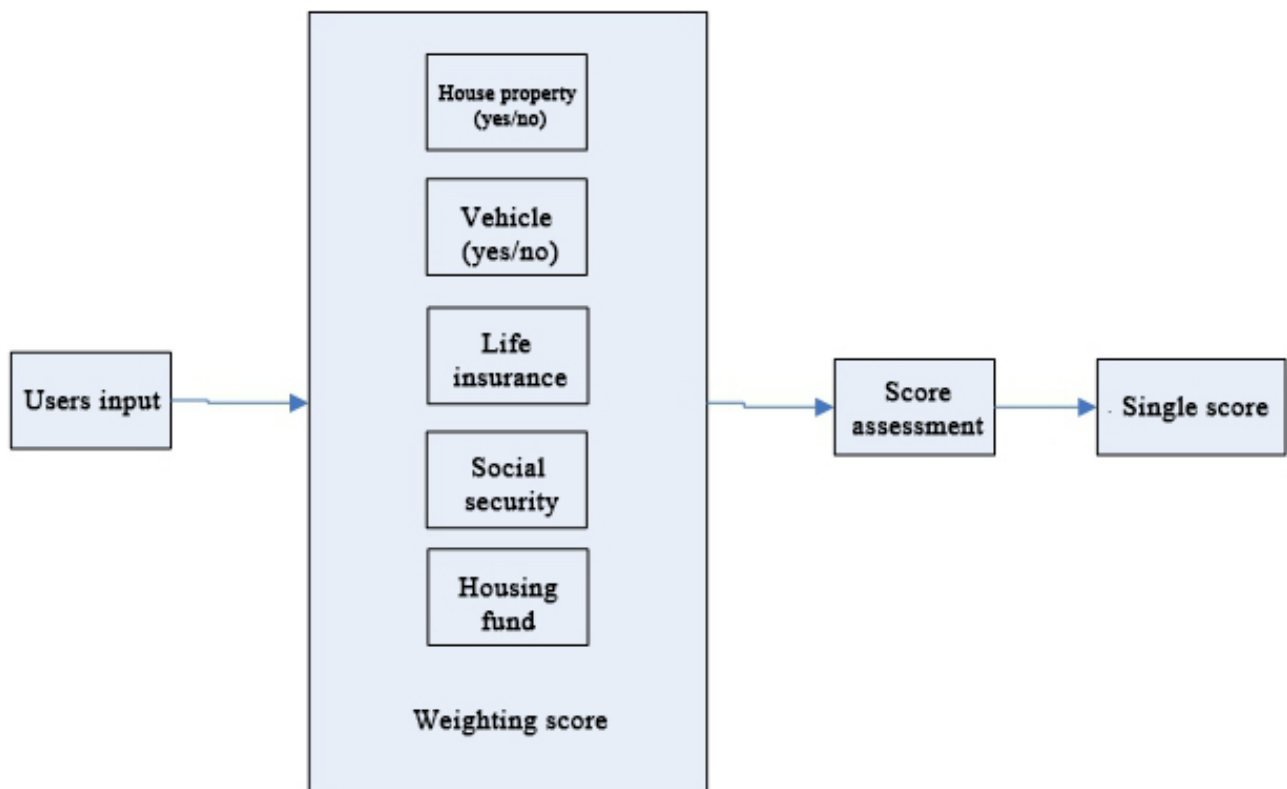 House property
(yes/no)
Vehicle
(yes/no)
Life
insurance
Users input
Score
assessment
Single score
Social
security
Housing
fund
Weighting score